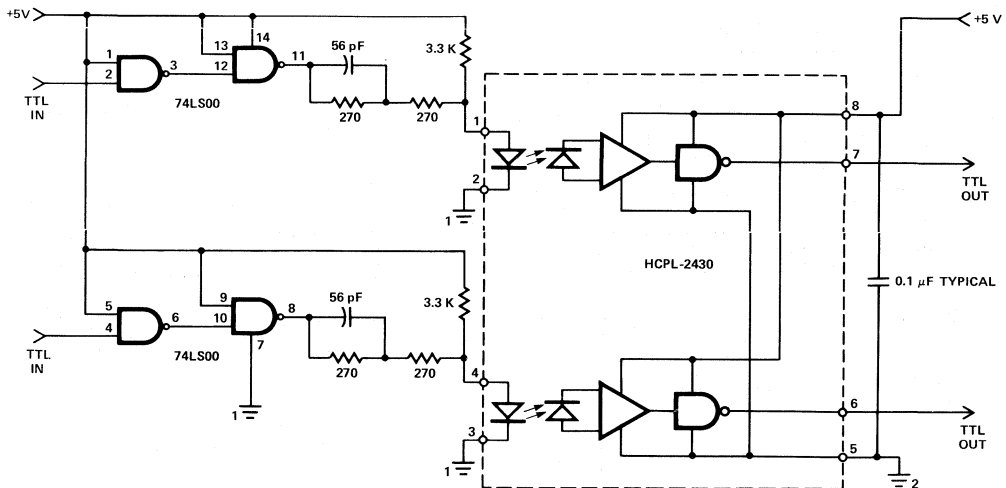 +5V
+5 V
14
13
12
11
56 pF
3.3 K
1
2
3
TTL
IN
74LS00
270
270
8
1
7
2
1
TTL
OUT
HCPL-2430
0.1 µF TYPICAL
5
4
6
9
10
8
7
56 pF
3.3 K
TTL
IN
74LS00
270
270
4
6
3
TTL
OUT
1
1
5
2